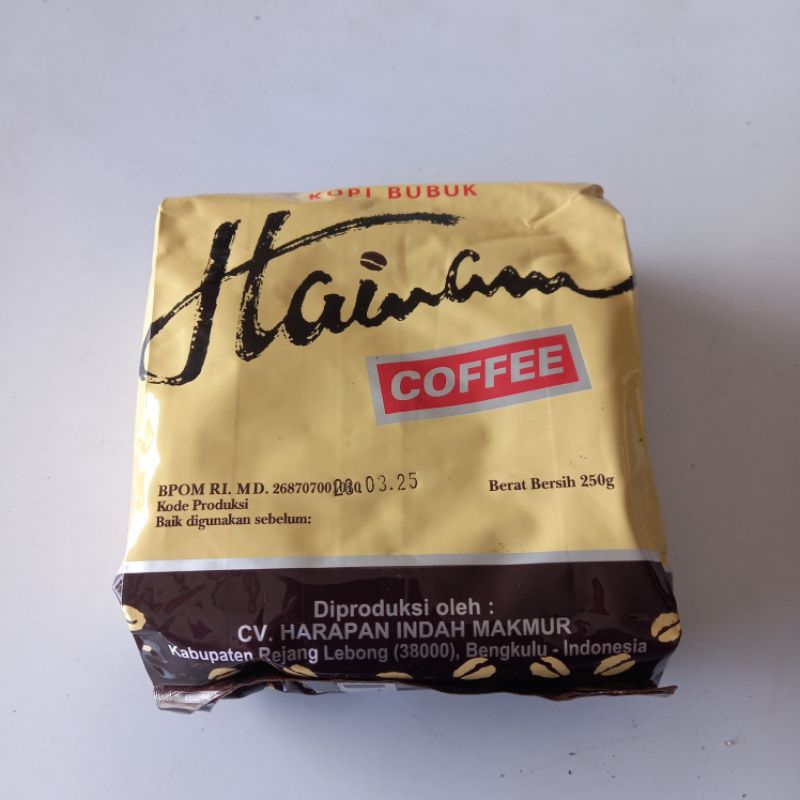 KOPI BUBUK
Hainam
COFFEE
BPOM RI. MD. .03.25
Berat Bersih 250g
Kode Produksi
Baik digunakan sebelum:
Diproduksi oleh :
CV. HARAPAN INDAH MAKMUR
Kabupaten Rejang Lebong (38000), Bengkulu - Indonesia